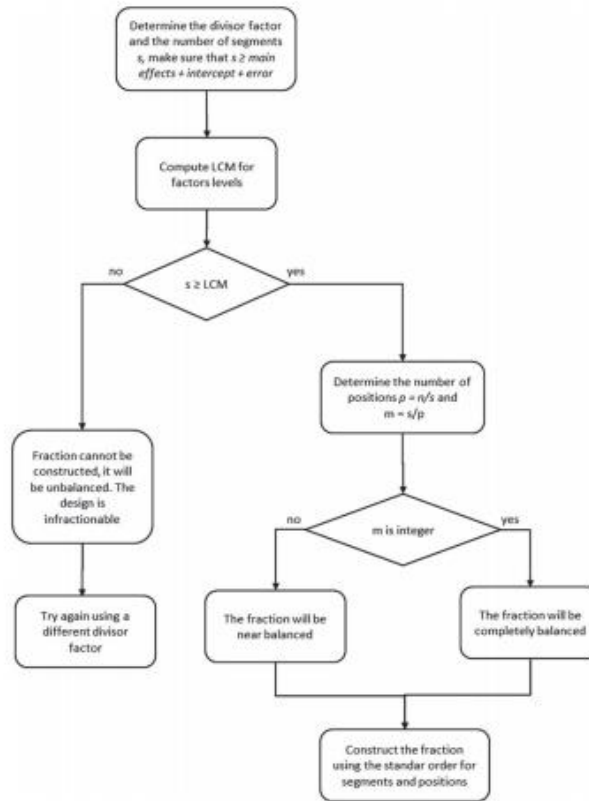 Determine the divisor factor
and the number of segments
s, make sure that s ≥ main
effects + intercept + error
Compute LCM for
factors levels
no
s ≥ LCM
yes
Determine the number of
positions p = n/s and
m = s/p
Fraction cannot be
constructed, it will
be unbalanced. The
design is
infractionable
no
m is integer
yes
Try again using a
different divisor
factor
The fraction will be
near balanced
The fraction will be
completely balanced
Construct the fraction
using the standar order for
segments and positions